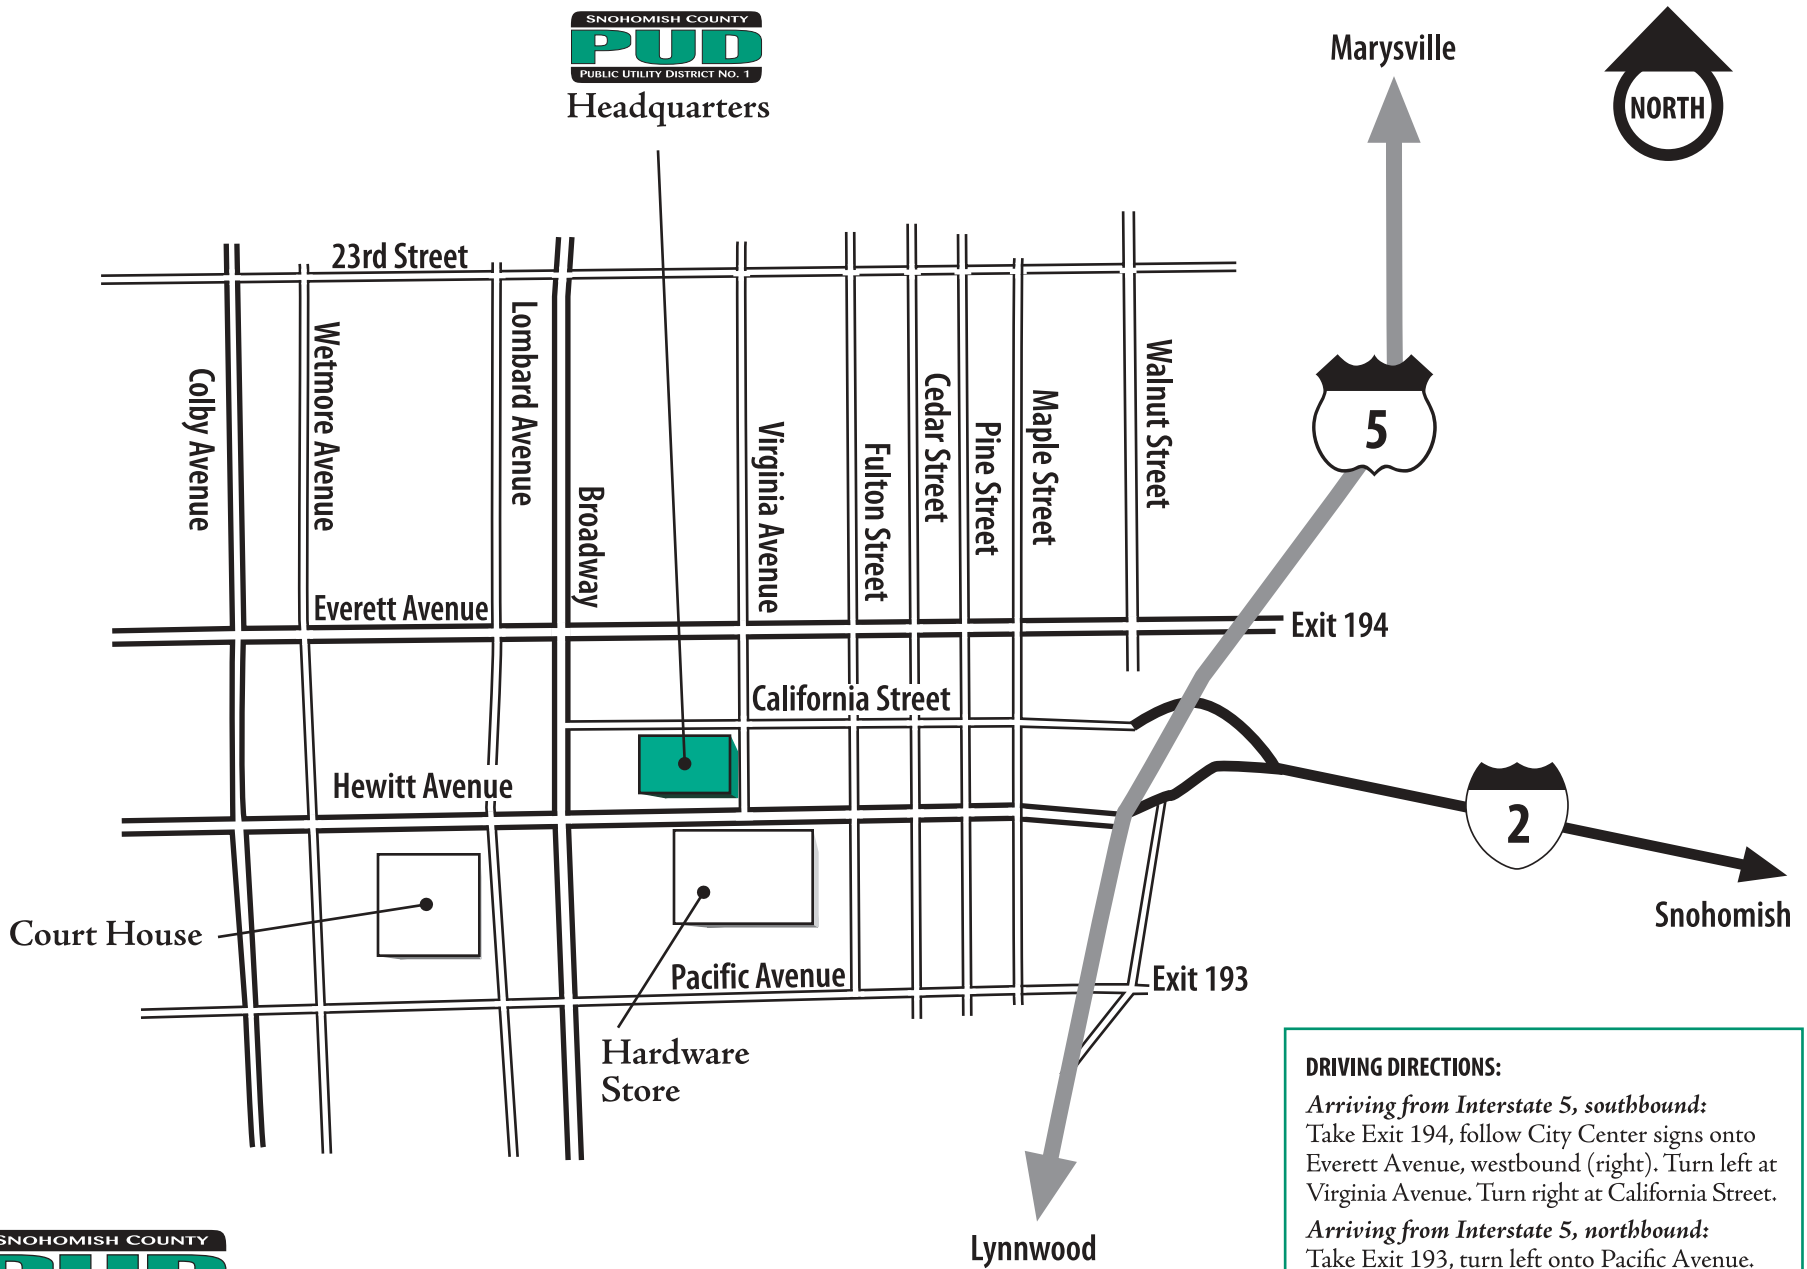 SNOHOMISH COUNTY
PUD
PUBLIC UTILITY DISTRICT NO. 1
Headquarters
Marysville
NORTH
23rd Street
Colby Avenue
Wetmore Avenue
Lombard Avenue
Broadway
Virginia Avenue
Fulton Street
Cedar Street
Pine Street
Maple Street
Walnut Street
5
Everett Avenue
Exit 194
California Street
Hewitt Avenue
2
Snohomish
Court House
Pacific Avenue
Exit 193
Hardware
Store
Lynnwood
DRIVING DIRECTIONS:
Arriving from Interstate 5, southbound:
Take Exit 194, follow City Center signs onto
Everett Avenue, westbound (right). Turn left at
Virginia Avenue. Turn right at California Street.
Arriving from Interstate 5, northbound:
Take Exit 193, turn left onto Pacific Avenue.
SNOHOMISH COUNTY
PUD